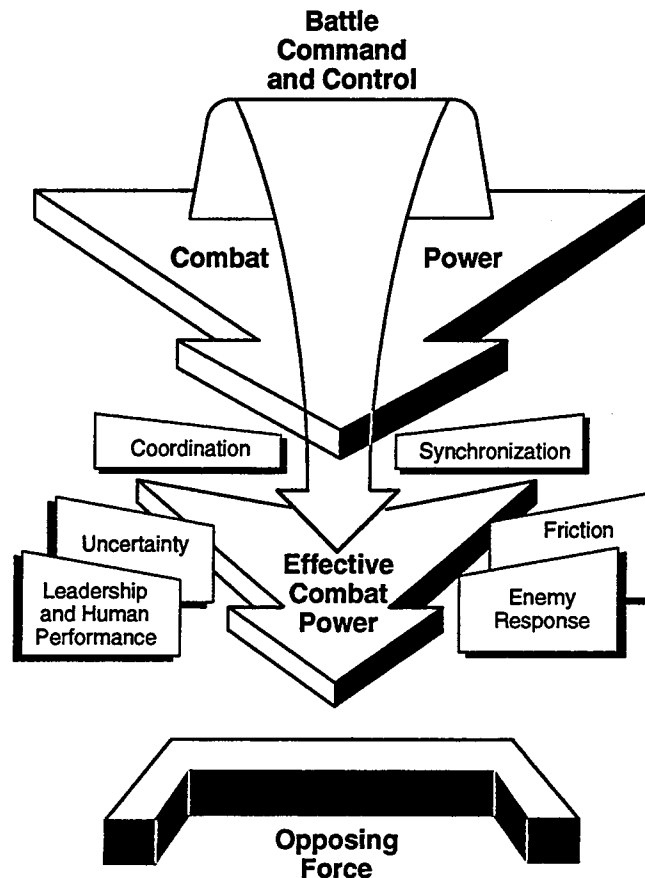 Battle
Command
and Control
Combat Power
Coordination
Synchronization
Uncertainty
Friction
Leadership
and Human
Performance
Effective
Combat
Power
Enemy
Response
Opposing
Force